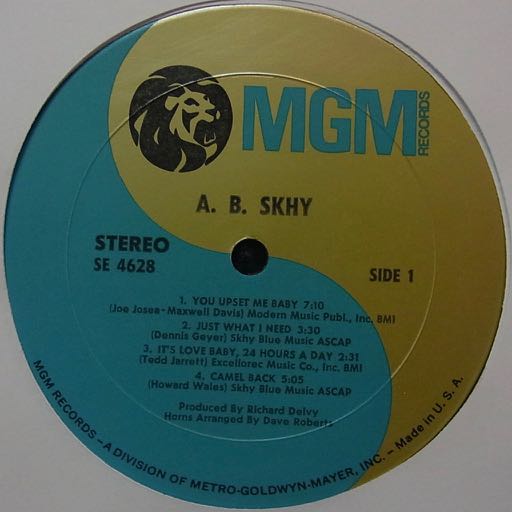 MGM RECORDS
A. B. SKHY
STEREO
SE 4628
SIDE 1
1. YOU UPSET ME BABY 7:10
(Joe Josea-Maxwell Davis) Modern Music Publ., Inc. BMI
2. JUST WHAT I NEED 3:30
(Dennis Geyer) Skhy Blue Music ASCAP
3. IT'S LOVE BABY, 24 HOURS A DAY 2:31
(Tedd Jarrett) Excellorec Music Co., Inc. BMI
4. CAMEL BACK 5:05
(Howard Wales) Skhy Blue Music ASCAP
Produced By Richard Delvy
Horns Arranged By Dave Roberts
MGM RECORDS – A DIVISION OF METRO-GOLDWYN-MAYER, INC. – Made in U. S. A.